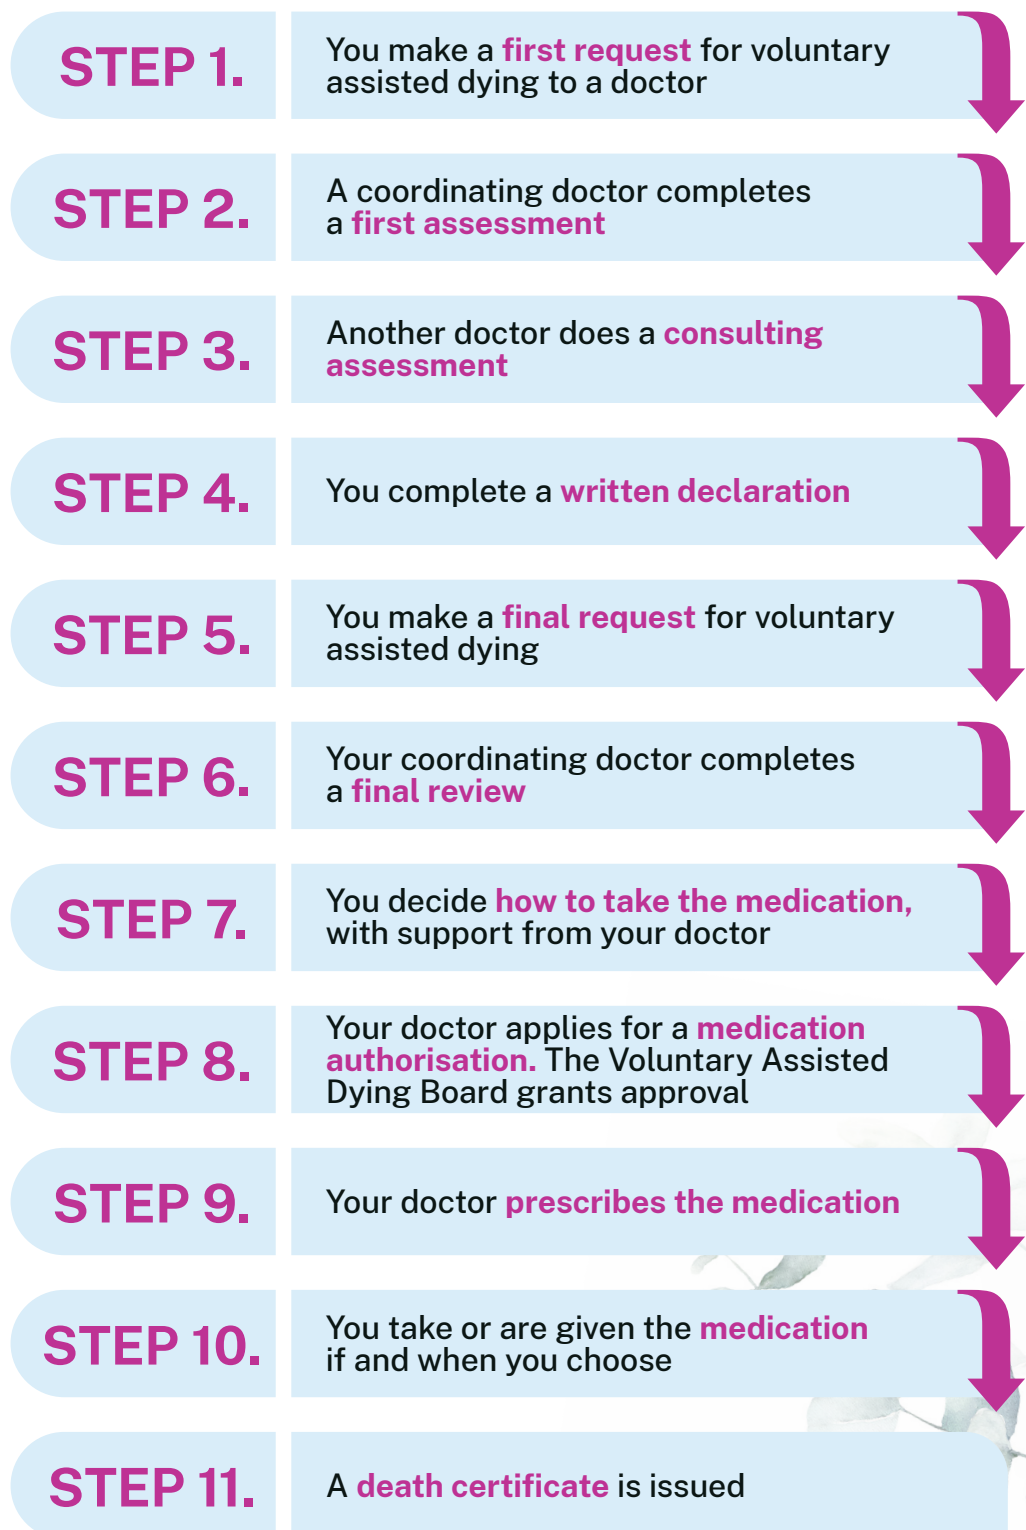 STEP 1.
You make a first request for voluntary
assisted dying to a doctor
STEP 2.
A coordinating doctor completes
a first assessment
STEP 3.
Another doctor does a consulting
assessment
STEP 4.
You complete a written declaration
STEP 5.
You make a final request for voluntary
assisted dying
STEP 6.
Your coordinating doctor completes
a final review
STEP 7.
You decide how to take the medication,
with support from your doctor
STEP 8.
Your doctor applies for a medication
authorisation. The Voluntary Assisted
Dying Board grants approval
STEP 9.
Your doctor prescribes the medication
STEP 10.
You take or are given the medication
if and when you choose
STEP 11.
A death certificate is issued